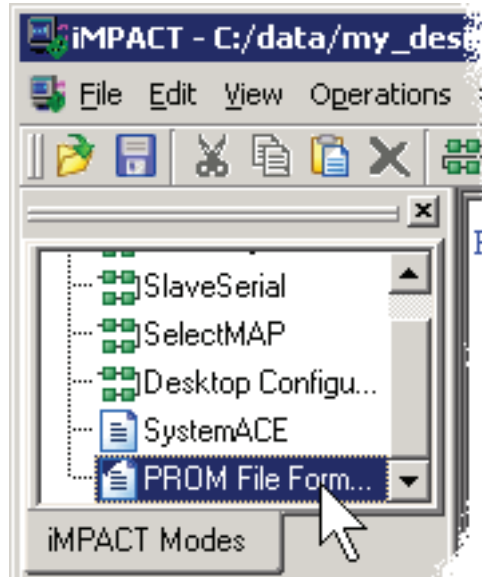 iMPACT - C:/data/my_des
File Edit View Operations
SlaveSerial
SelectMAP
Desktop Configu...
SystemACE
PROM File Form...
iMPACT Modes